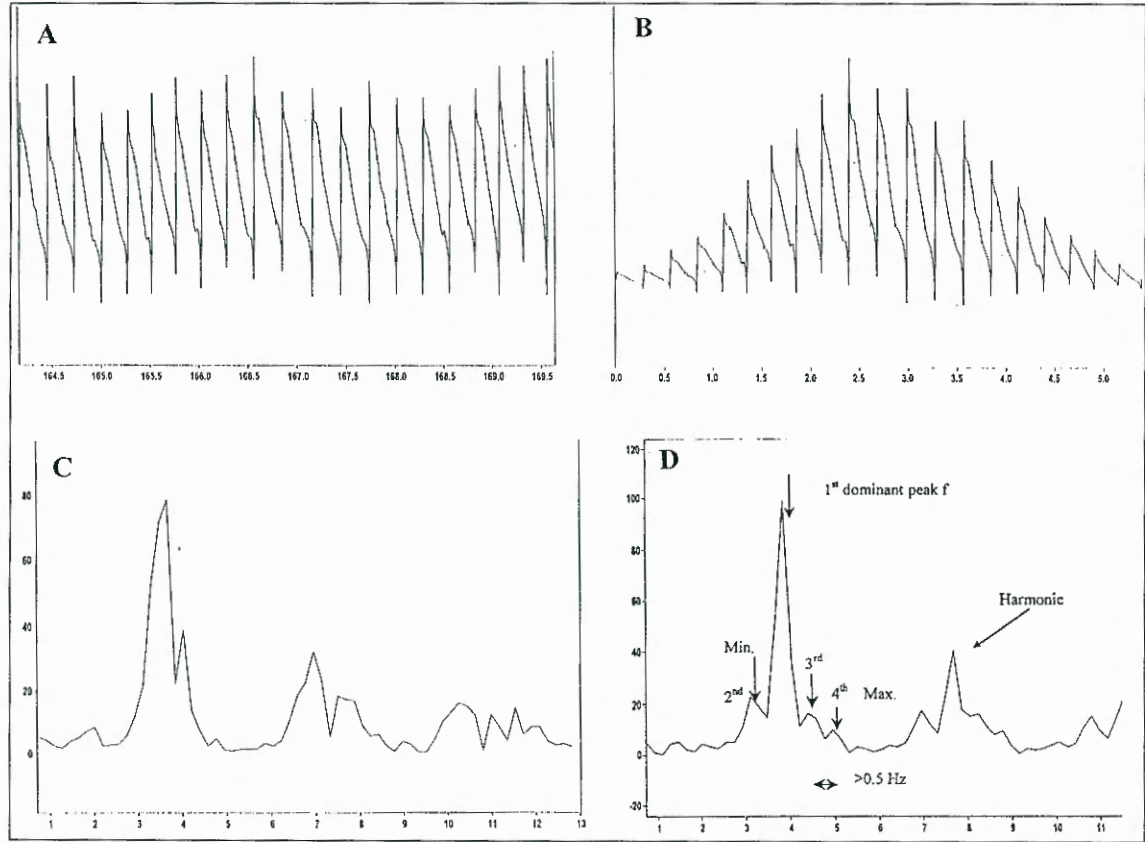 A
164.5 165.0 165.5 166.0 166.5 167.0 167.5 168.0 168.5 169.0 169.5
B
0.0 0.5 1.0 1.5 2.0 2.5 3.0 3.5 4.0 4.5 5.0
C
80
60
40
20
0
1 2 3 4 5 6 7 8 9 10 11 12 13
D
120
100
80
60
40
20
0
-20
1st dominant peak f
Harmonic
Min.
2nd
3rd
4th Max.
>0.5 Hz
1 2 3 4 5 6 7 8 9 10 11